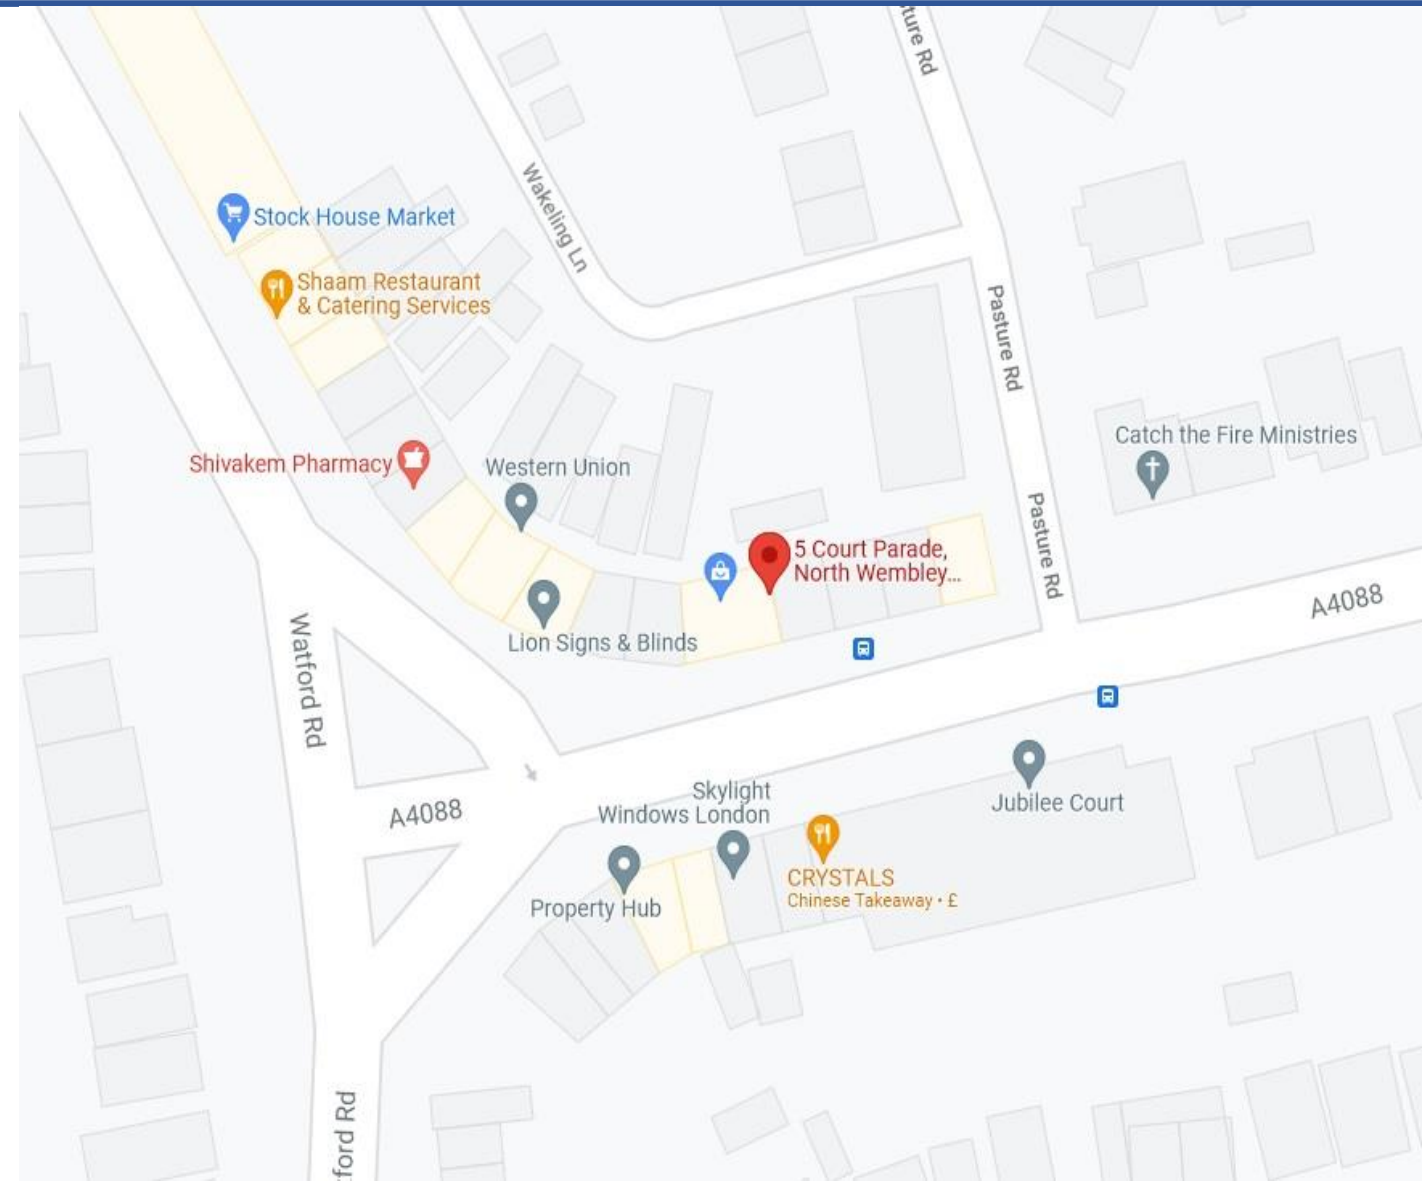 ture Rd
Wakeling Ln
Stock House Market
Shaam Restaurant
& Catering Services
Pasture Rd
Catch the Fire Ministries
Shivakem Pharmacy
Western Union
Pasture Rd
5 Court Parade,
North Wembley...
A4088
Lion Signs & Blinds
Watford Rd
Skylight
Windows London
Jubilee Court
A4088
CRYSTALS
Chinese Takeaway • £
Property Hub
tford Rd